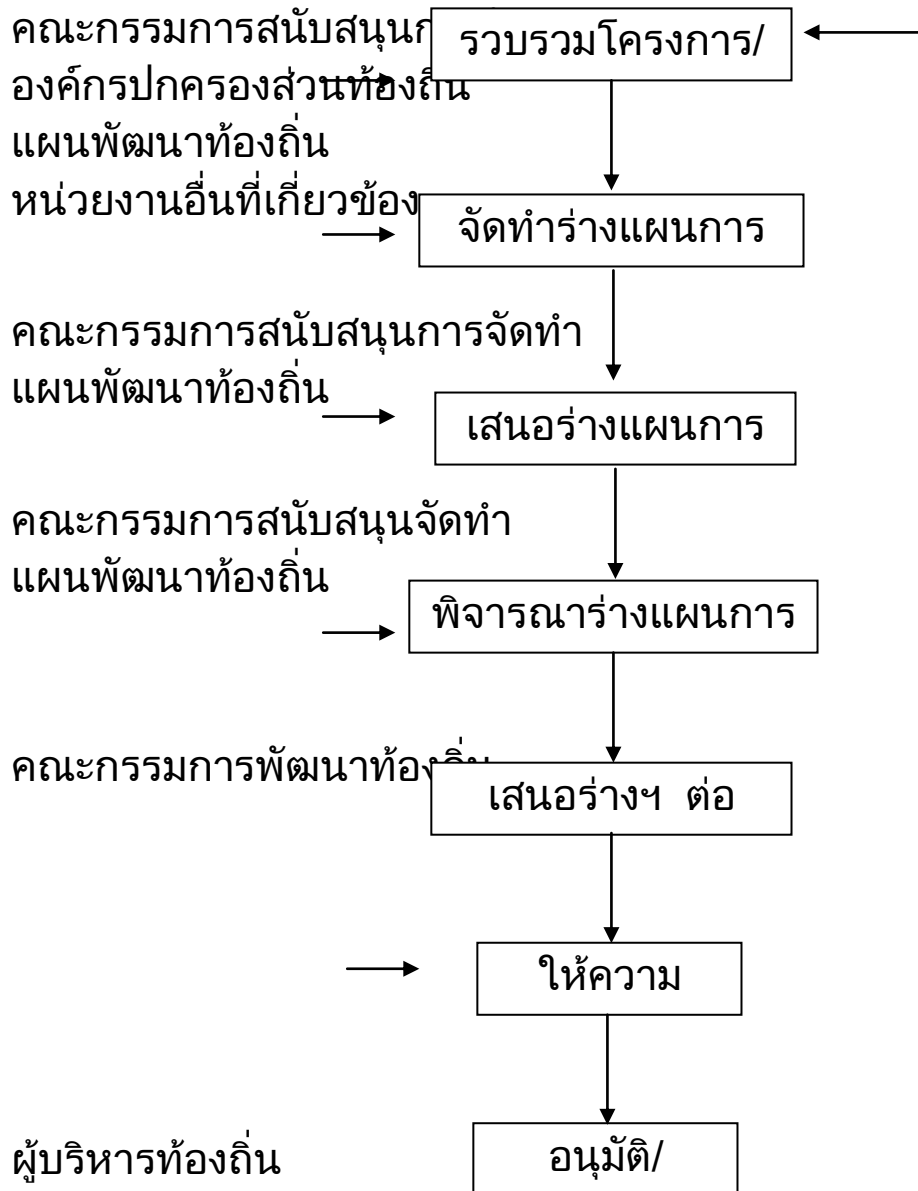 คณะกรรมการสนับสนุน
รวบรวมโครงการ/
องค์กรปกครองส่วนท้องถิ่น
แผนพัฒนาท้องถิ่น
หน่วยงานอื่นที่เกี่ยวข้อง
จัดทำร่างแผนการ
คณะกรรมการสนับสนุนการจัดทำ
แผนพัฒนาท้องถิ่น
เสนอร่างแผนการ
คณะกรรมการสนับสนุนจัดทำ
แผนพัฒนาท้องถิ่น
พิจารณาร่างแผนการ
คณะกรรมการพัฒนาท้องถิ่น
เสนอร่างฯ ต่อ
ให้ความ
ผู้บริหารท้องถิ่น
อนุมัติ/